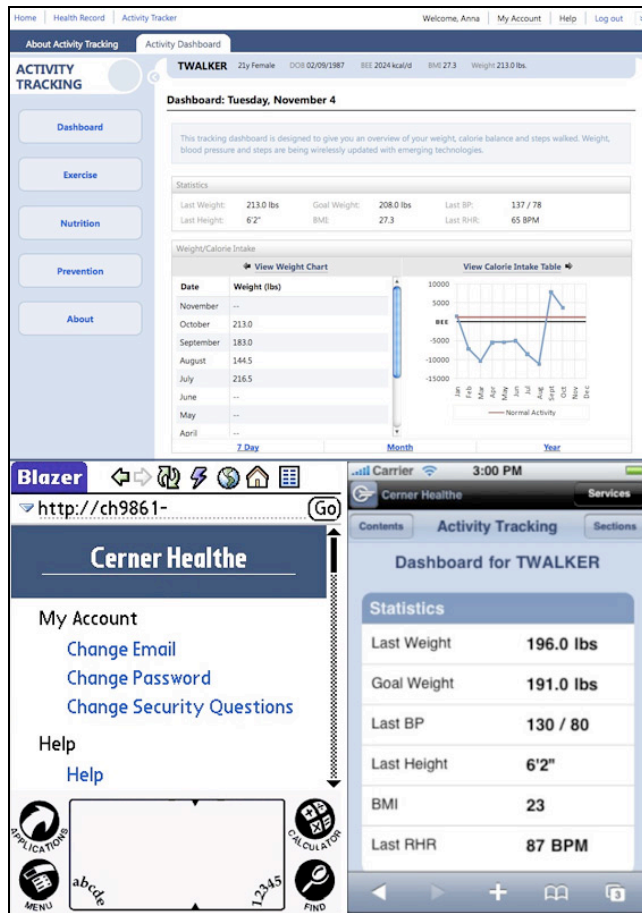 Home | Health Record | Activity Tracker
Welcome, Anna | My Account | Help | Log out
About Activity Tracking Activity Dashboard
ACTIVITY TRACKING
TWALKER 21y Female DOB 02/09/1987 BEE 2024 kcal/d BMI 27.3 Weight 213.0 lbs.
Dashboard
Exercise
Nutrition
Prevention
About
Dashboard: Tuesday, November 4
This tracking dashboard is designed to give you an overview of your weight, calorie balance and steps walked. Weight,
blood pressure and steps are being wirelessly updated with emerging technologies.
Statistics
Last Weight: 213.0 lbs Goal Weight: 208.0 lbs Last BP: 137 / 78
Last Height: 6'2" BMI: 27.3 Last RHR: 65 BPM
Weight/Calorie Intake
View Weight Chart View Calorie Intake Table
Date Weight (lbs)
November --
October 213.0
September 183.0
August 144.5
July 216.5
June --
May --
April --
10000
5000
BEE
-5000
-10000
-15000
Jan Feb Mar Apr May Jun Jul Aug Sept Oct Nov Dec
Normal Activity
7 Day Month Year
Blazer
http://ch9861- Go
Cerner Healthe
My Account
Change Email
Change Password
Change Security Questions
Help
Help
APPLICATIONS
MENU
abcde
12345
CALCULATOR
FIND
Carrier 3:00 PM
Cerner Healthe Services
Contents Activity Tracking Sections
Dashboard for TWALKER
Statistics
Last Weight 196.0 lbs
Goal Weight 191.0 lbs
Last BP 130 / 80
Last Height 6'2"
BMI 23
Last RHR 87 BPM
3